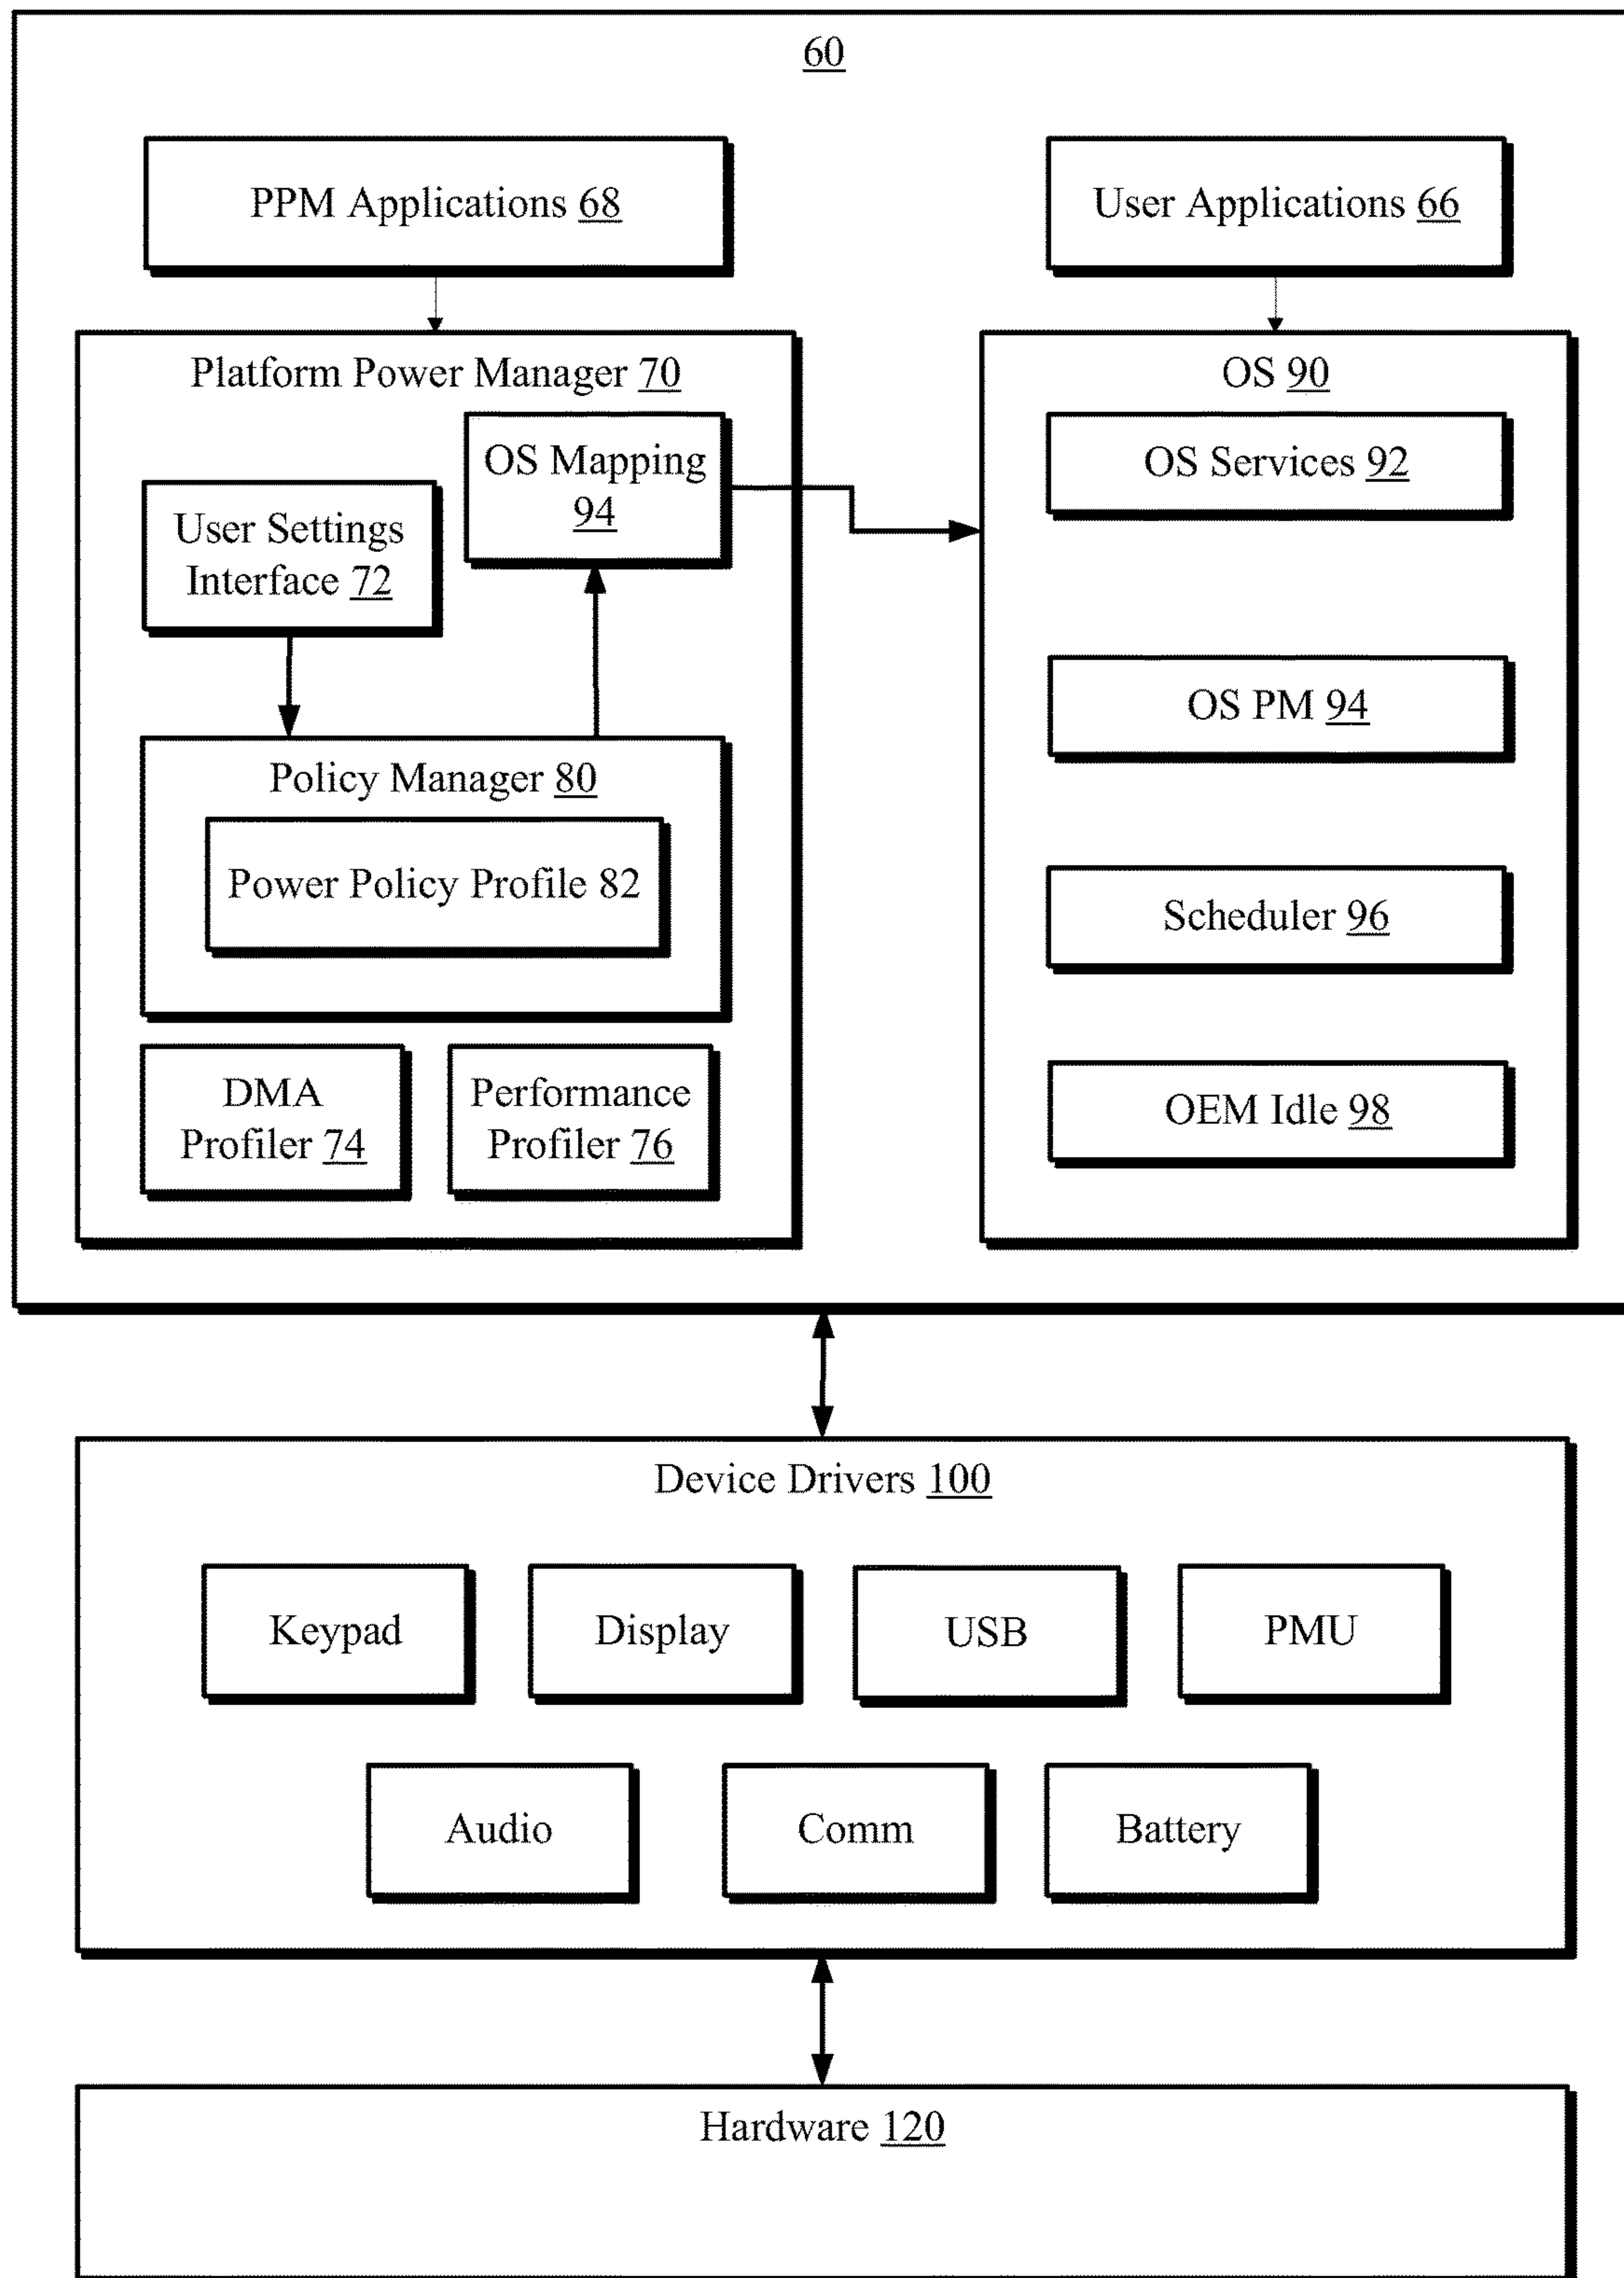 60
PPM Applications 68
User Applications 66
Platform Power Manager 70
OS Mapping
94
User Settings
Interface 72
Policy Manager 80
Power Policy Profile 82
DMA
Profiler 74
Performance
Profiler 76
OS 90
OS Services 92
OS PM 94
Scheduler 96
OEM Idle 98
Device Drivers 100
Keypad
Display
USB
PMU
Audio
Comm
Battery
Hardware 120